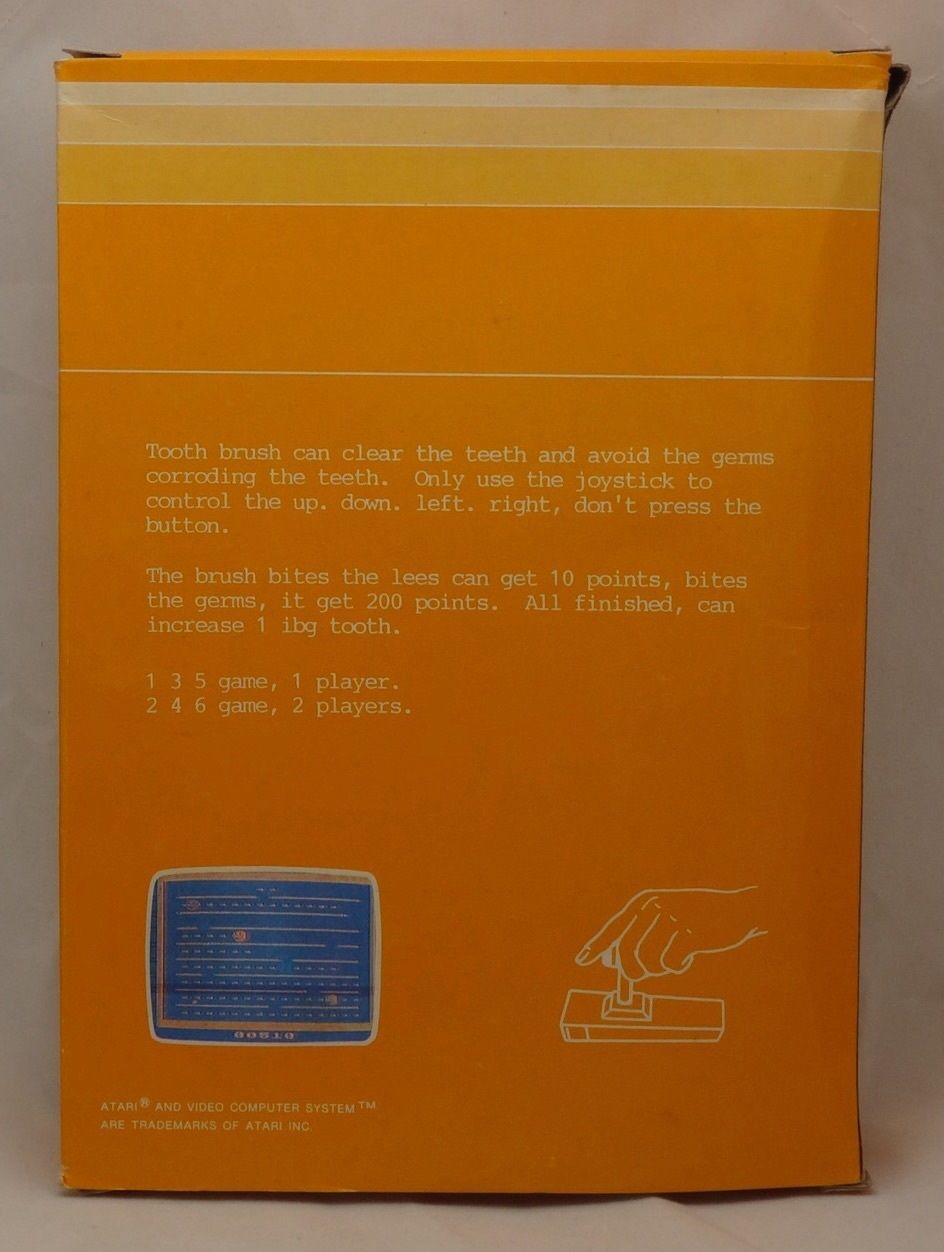 Tooth brush can clear the teeth and avoid the germs
corroding the teeth.  Only use the joystick to
control the up. down. left. right, don't press the
button.
The brush bites the lees can get 10 points, bites
the germs, it get 200 points.  All finished, can
increase 1 ibg tooth.
1 3 5 game, 1 player.
2 4 6 game, 2 players.
00510
ATARI® AND VIDEO COMPUTER SYSTEM™
ARE TRADEMARKS OF ATARI INC.